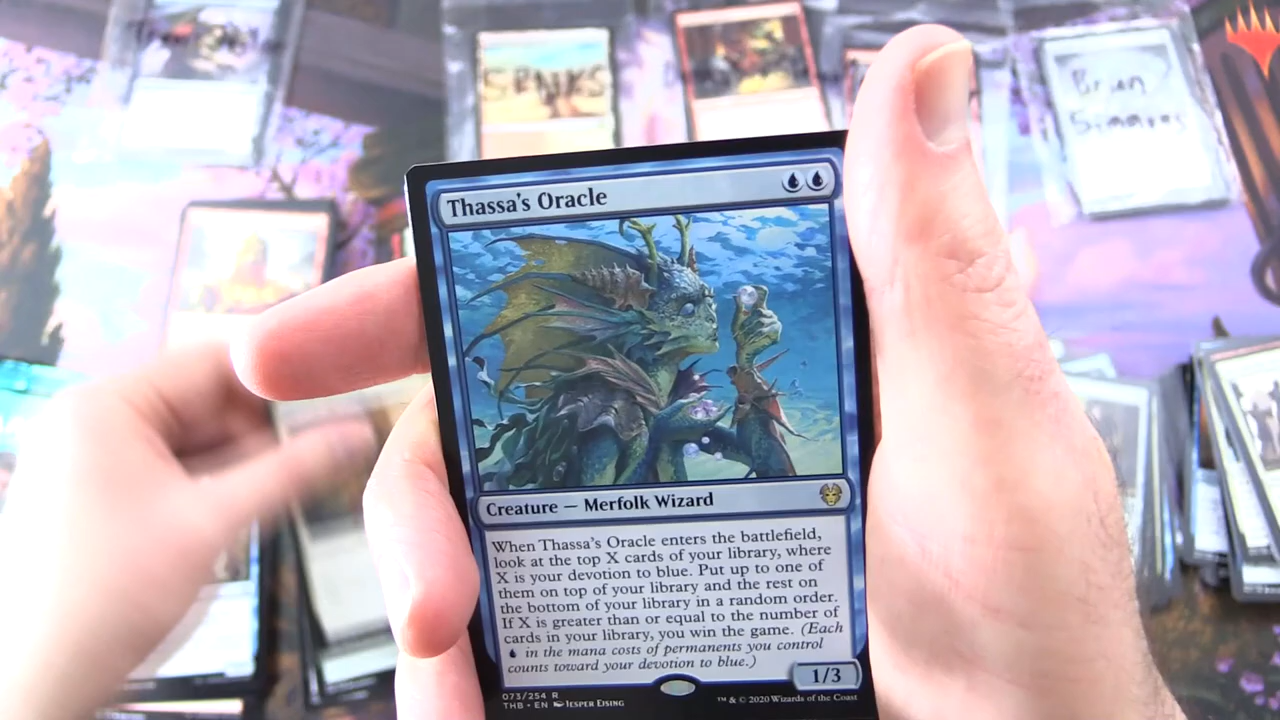 SPNKS
Brian
Simmons
Thassa's Oracle
Creature — Merfolk Wizard
When Thassa's Oracle enters the battlefield,
look at the top X cards of your library, where
X is your devotion to blue. Put up to one of
them on top of your library and the rest on
the bottom of your library in a random order.
If X is greater than or equal to the number of
cards in your library, you win the game. (Each
in the mana costs of permanents you control
counts toward your devotion to blue.)
1/3
073/254 R
THB • EN JESPER EJSING
™ & © 2020 Wizards of the Coast